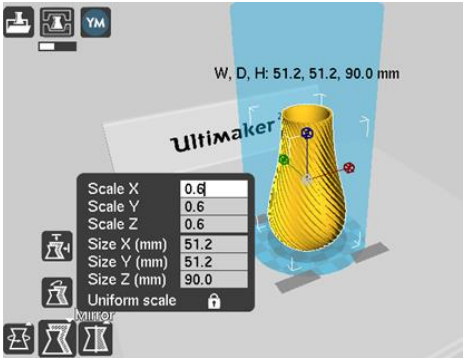 YM
W, D, H: 51.2, 51.2, 90.0 mm
Ultimaker
Scale X 0.6
Scale Y 0.6
Scale Z 0.6
Size X (mm) 51.2
Size Y (mm) 51.2
Size Z (mm) 90.0
Uniform scale
Mirror